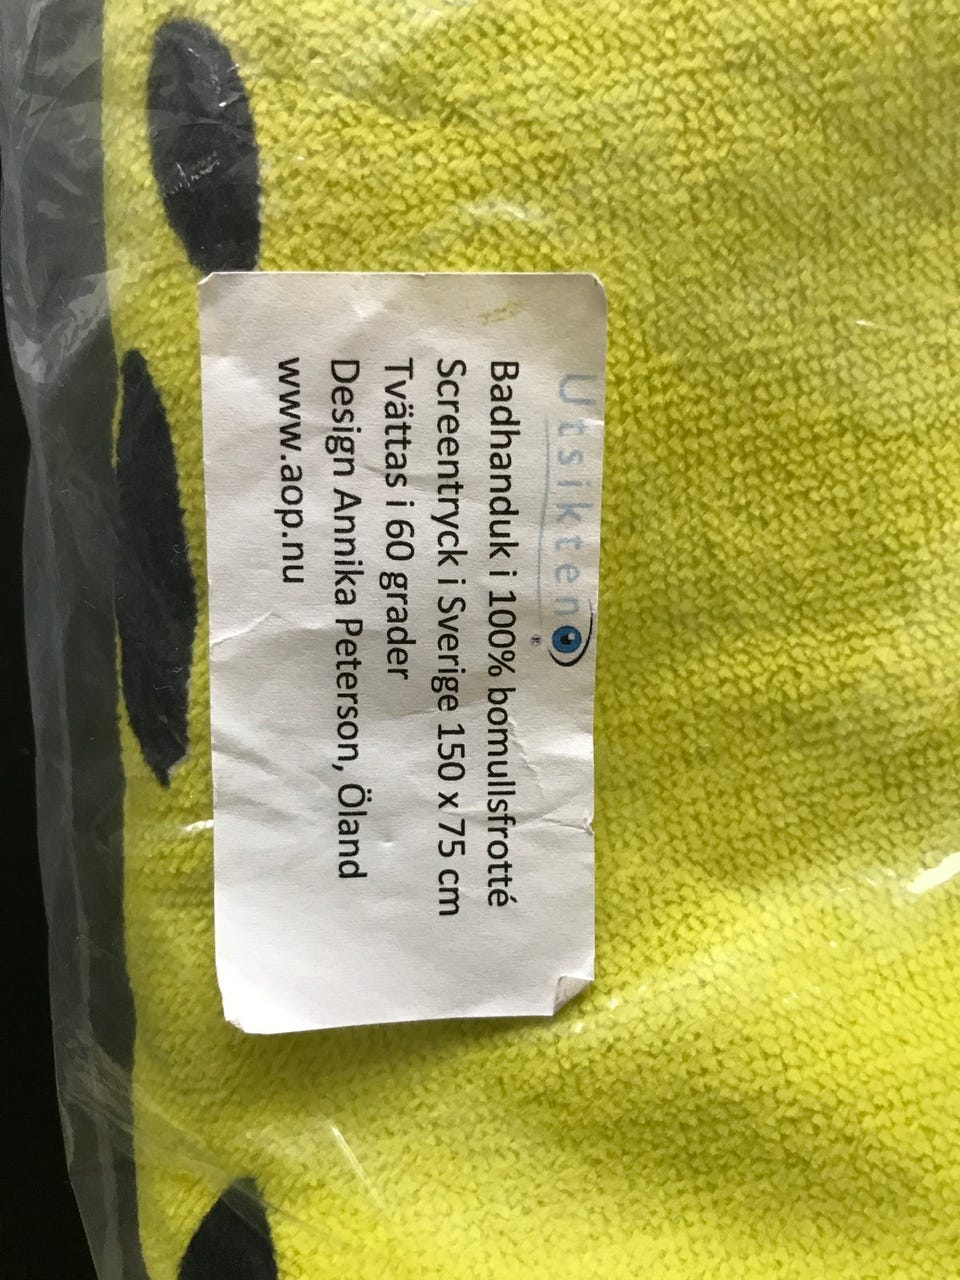 Utsikten ®
Badhanduk i 100% bomullsfrotté
Screentryck i Sverige 150 x 75 cm
Tvättas i 60 grader
Design Annika Peterson, Öland
www.aop.nu